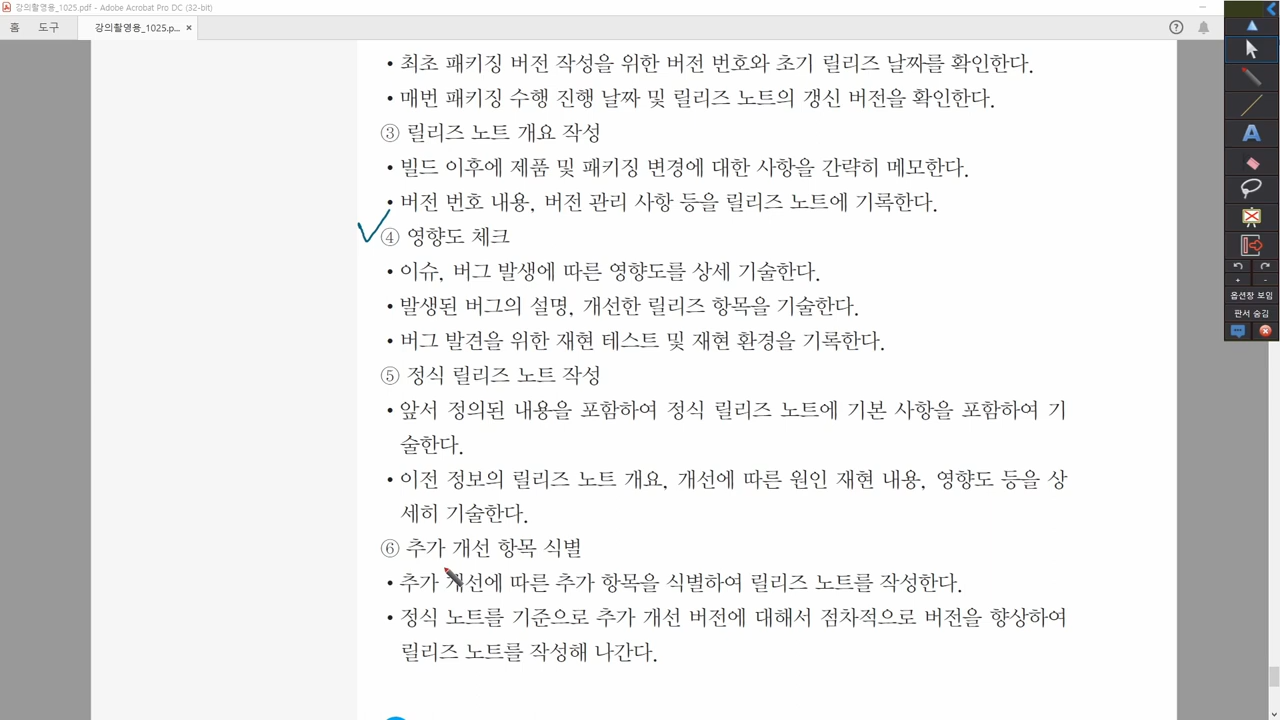 강의촬영용_1025.pdf - Adobe Acrobat Pro DC (32-bit)
홈 도구 강의촬영용_1025.p... ×
• 최초 패키징 버전 작성을 위한 버전 번호와 초기 릴리즈 날짜를 확인한다.
• 매번 패키징 수행 진행 날짜 및 릴리즈 노트의 갱신 버전을 확인한다.
③ 릴리즈 노트 개요 작성
• 빌드 이후에 제품 및 패키징 변경에 대한 사항을 간략히 메모한다.
• 버전 번호 내용, 버전 관리 사항 등을 릴리즈 노트에 기록한다.
④ 영향도 체크
• 이슈, 버그 발생에 따른 영향도를 상세 기술한다.
• 발생된 버그의 설명, 개선한 릴리즈 항목을 기술한다.
• 버그 발견을 위한 재현 테스트 및 재현 환경을 기록한다.
⑤ 정식 릴리즈 노트 작성
• 앞서 정의된 내용을 포함하여 정식 릴리즈 노트에 기본 사항을 포함하여 기
술한다.
• 이전 정보의 릴리즈 노트 개요, 개선에 따른 원인 재현 내용, 영향도 등을 상
세히 기술한다.
⑥ 추가 개선 항목 식별
• 추가 개선에 따른 추가 항목을 식별하여 릴리즈 노트를 작성한다.
• 정식 노트를 기준으로 추가 개선 버전에 대해서 점차적으로 버전을 향상하여
릴리즈 노트를 작성해 나간다.
A
+ -
옵션창 보임
판서 숨김